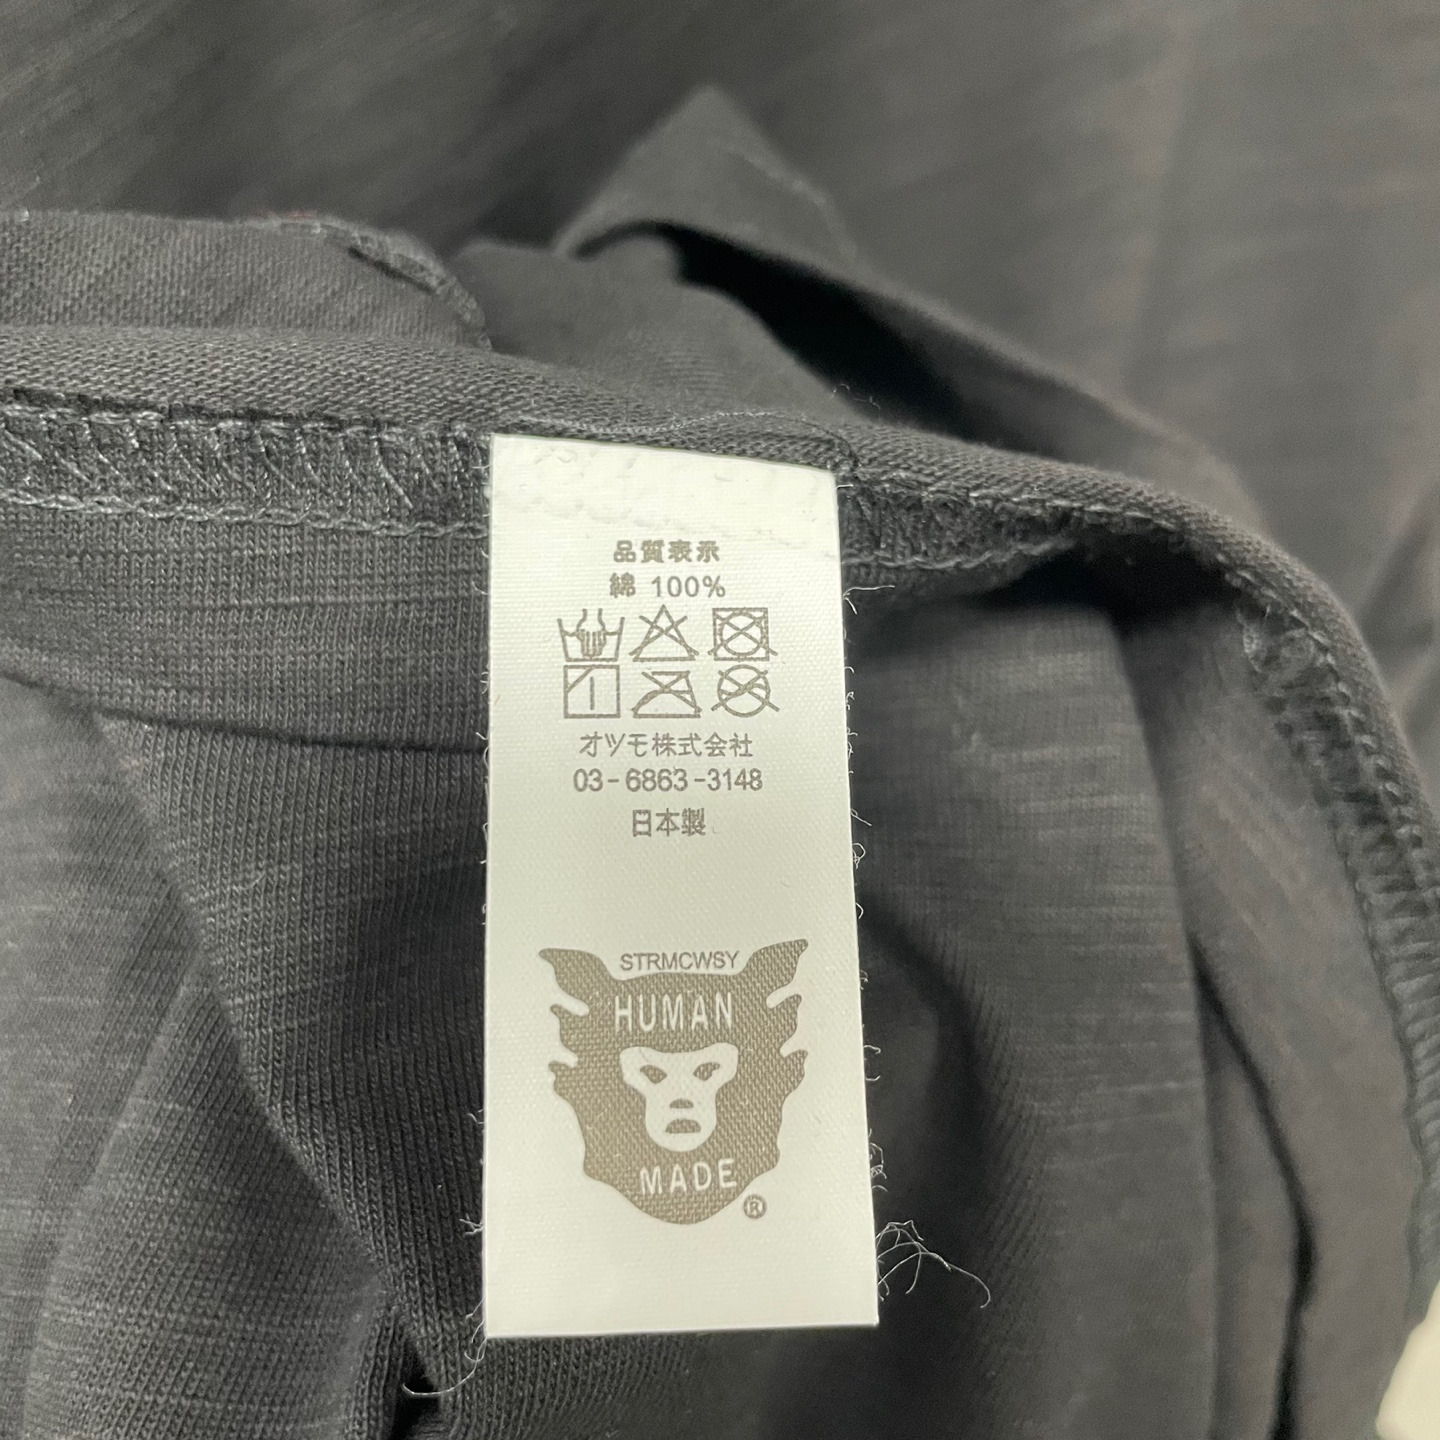 品質表示
綿 100%
オツモ株式会社
03-6863-3148
日本製
STRMCWSY
HUMAN
MADE
®